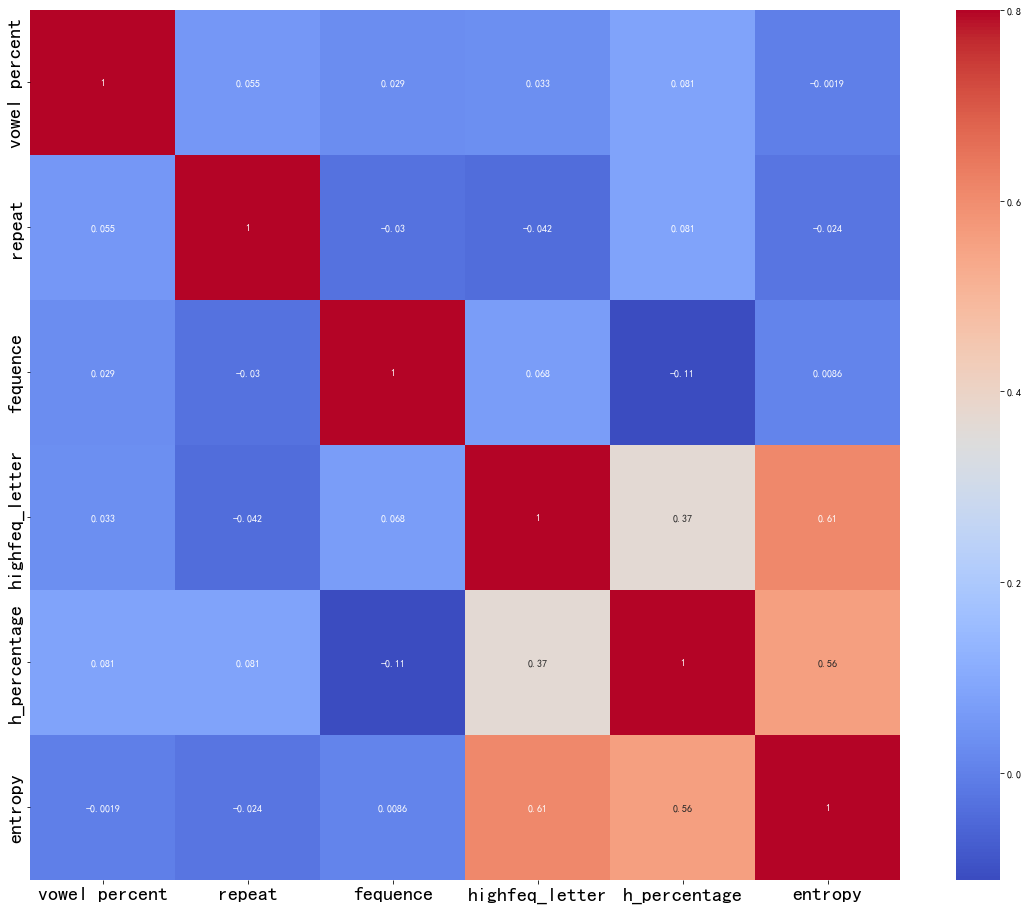 vowel percent 1 0.055 0.029 0.033 0.081 -0.0019
repeat 0.055 1 -0.03 -0.042 0.081 -0.024
fequence 0.029 -0.03 1 0.068 -0.11 0.0086
highfeq_letter 0.033 -0.042 0.068 1 0.37 0.61
h_percentage 0.081 0.081 -0.11 0.37 1 0.56
entropy -0.0019 -0.024 0.0086 0.61 0.56 1
vowel percent repeat fequence highfeq_letter h_percentage entropy
0.8
0.6
0.4
0.2
0.0